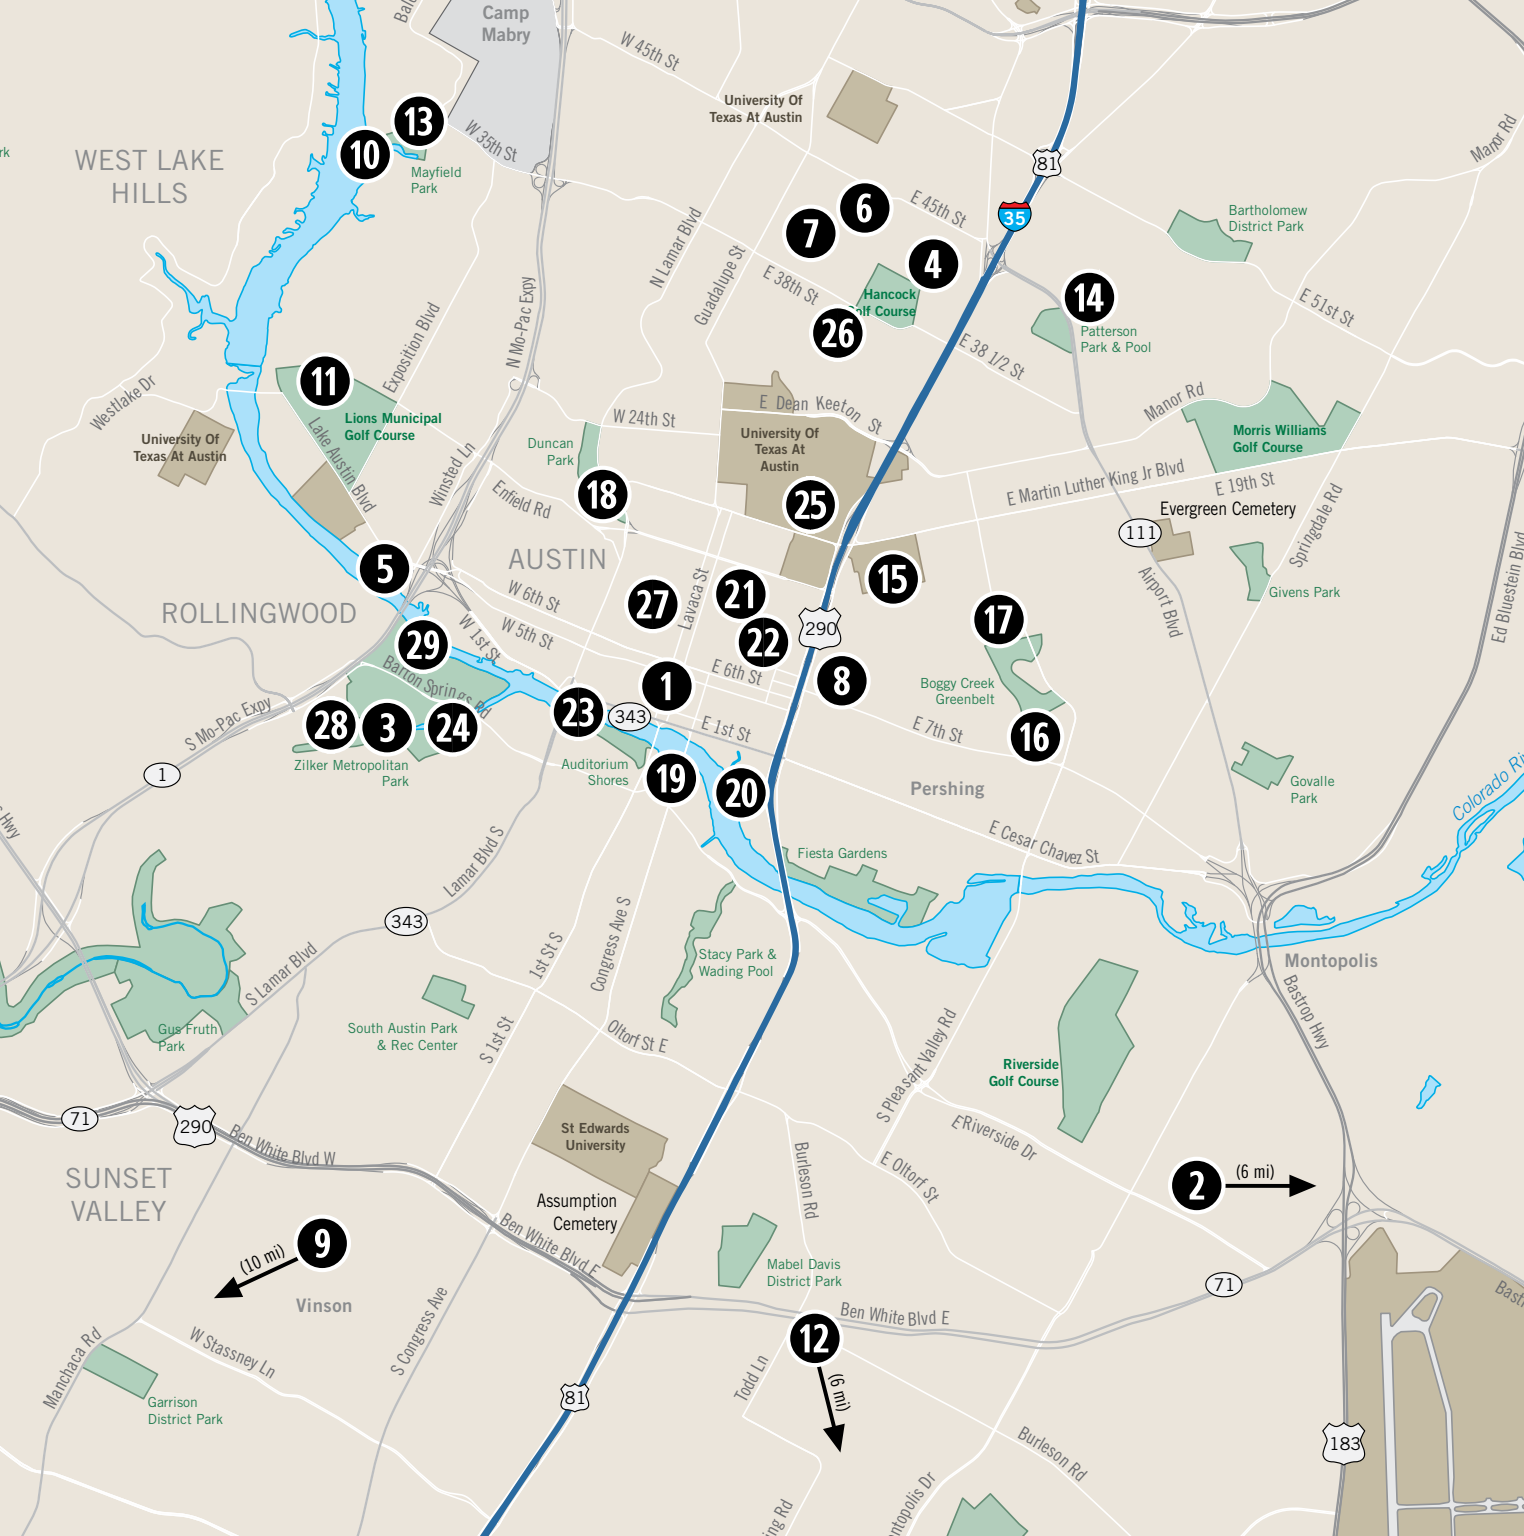 Camp
Mabry
W 45th St
University Of
Texas At Austin
W 35th St
13
10
Mayfield
Park
WEST LAKE
HILLS
rk
Manor Rd
81
35
E 45th St
6
7
4
N Lamar Blvd
Guadalupe St
E 38th St
Hancock
Golf Course
26
Bartholomew
District Park
E 51st St
14
Patterson
Park & Pool
E 38 1/2 St
N Mo-Pac Expy
Exposition Blvd
Westlake Dr
11
Lions Municipal
Golf Course
Lake Austin Blvd
University Of
Texas At Austin
Winsted Ln
W 24th St
Duncan
Park
18
Enfield Rd
E Dean Keeton St
University Of
Texas At
Austin
25
Manor Rd
Morris Williams
Golf Course
E Martin Luther King Jr Blvd
E 19th St
Evergreen Cemetery
111
Airport Blvd
Springdale Rd
Givens Park
Ed Bluestein Blvd
AUSTIN
ROLLINGWOOD
5
W 6th St
W 5th St
W 1st St
27
Lavaca St
21
22
15
290
17
8
Boggy Creek
Greenbelt
16
29
Barton Springs Rd
28
3
24
Zilker Metropolitan
Park
S Mo-Pac Expy
1
23
343
1
E 6th St
E 1st St
E 7th St
Auditorium
Shores
19
20
Pershing
Govalle
Park
Colorado Ri
E Cesar Chavez St
Fiesta Gardens
Hwy
Lamar Blvd S
343
S Lamar Blvd
Gus Fruth
Park
1st St S
Congress Ave S
Stacy Park &
Wading Pool
South Austin Park
& Rec Center
S 1st St
Oltorf St E
Montopolis
Bastrop Hwy
S Pleasant Valley Rd
Riverside
Golf Course
E Riverside Dr
71
290
Ben White Blvd W
SUNSET
VALLEY
St Edwards
University
Assumption
Cemetery
Burleson Rd
E Oltorf St
2
(6 mi)
9
(10 mi)
Vinson
Ben White Blvd E
Mabel Davis
District Park
71
Ben White Blvd E
12
(6 mi)
Todd Ln
S Congress Ave
W Stassney Ln
Manchaca Rd
Garrison
District Park
81
Burleson Rd
183
ntopolis Dr
ing Rd
Bast